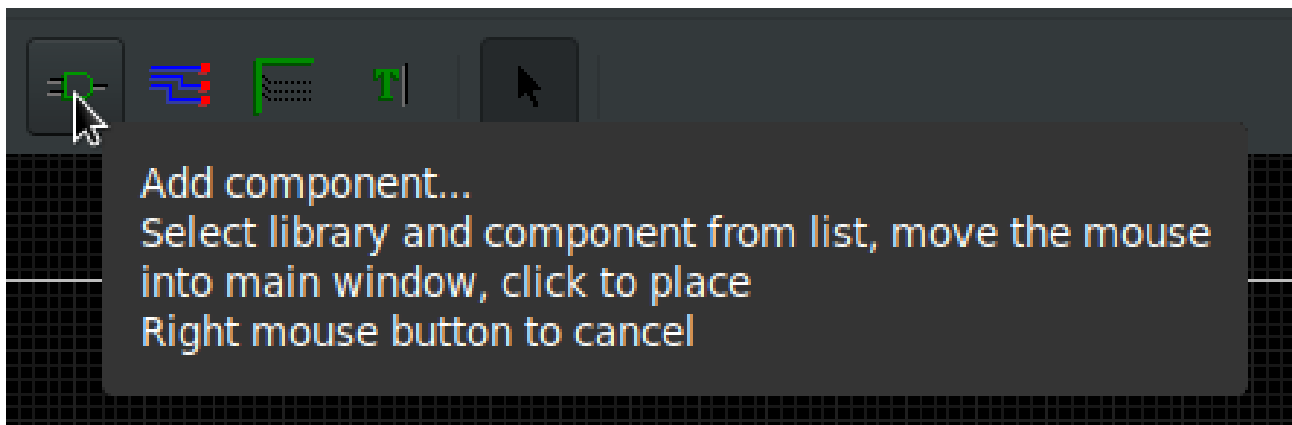 T
Add component...
Select library and component from list, move the mouse
into main window, click to place
Right mouse button to cancel